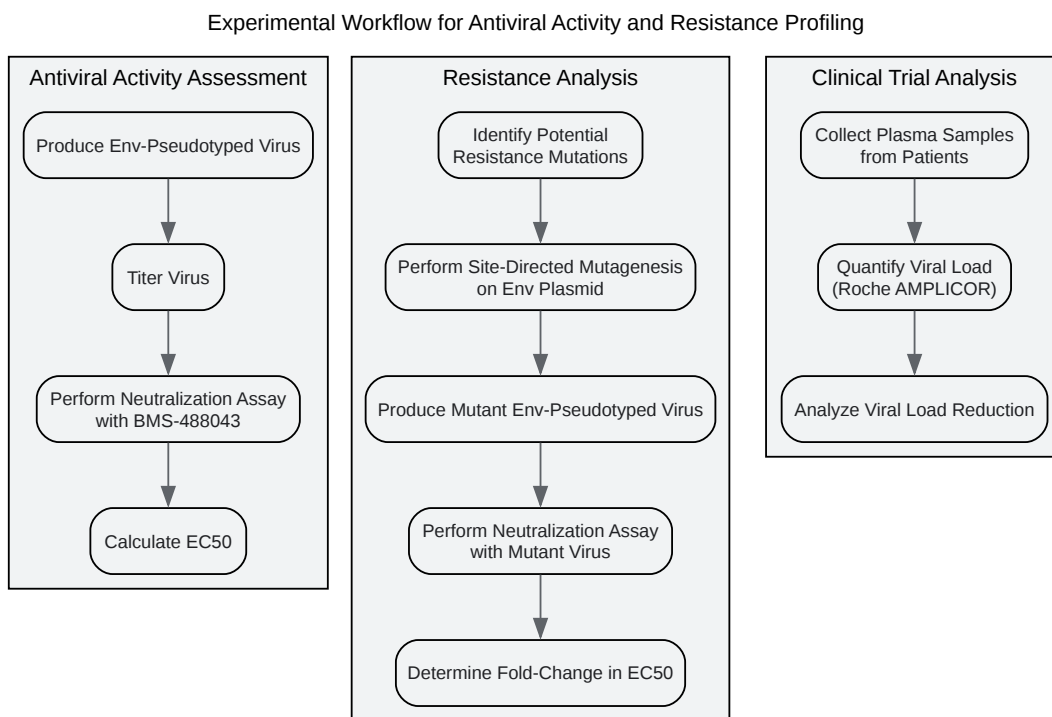 Experimental Workflow for Antiviral Activity and Resistance Profiling
Antiviral Activity Assessment
Produce Env-Pseudotyped Virus
Titer Virus
Perform Neutralization Assay
with BMS-488043
Calculate EC50
Resistance Analysis
Identify Potential
Resistance Mutations
Perform Site-Directed Mutagenesis
on Env Plasmid
Produce Mutant Env-Pseudotyped Virus
Perform Neutralization Assay
with Mutant Virus
Determine Fold-Change in EC50
Clinical Trial Analysis
Collect Plasma Samples
from Patients
Quantify Viral Load
(Roche AMPLICOR)
Analyze Viral Load Reduction